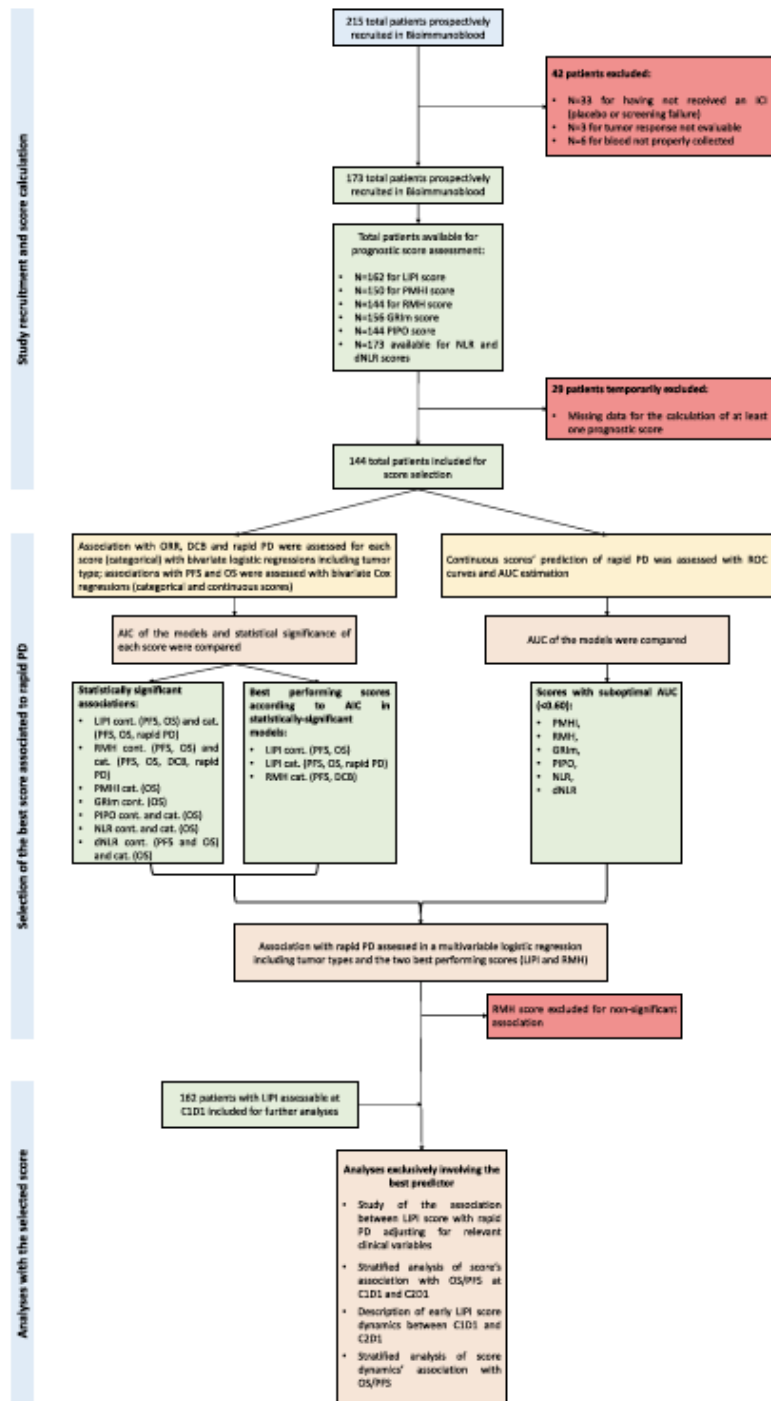 215 total patients prospectively
recruited in Bioimmunoblood
42 patients excluded:
• N=33 for having not received an ICI
(placebo or screening failure)
• N=3 for tumor response not evaluable
• N=6 for blood not properly collected
173 total patients prospectively
recruited in Bioimmunoblood
Total patients available for
prognostic score assessment:
• N=162 for LIPI score
• N=150 for PMHI score
• N=144 for RMH score
• N=156 GRIm score
• N=144 PIPO score
• N=173 available for NLR and
dNLR scores
29 patients temporarily excluded:
• Missing data for the calculation of at least
one prognostic score
144 total patients included for
score selection
Study recruitment and score calculation
Association with ORR, DCB and rapid PD were assessed for each
score (categorical) with bivariate logistic regressions including tumor
type; associations with PFS and OS were assessed with bivariate Cox
regressions (categorical and continuous scores)
Continuous scores' prediction of rapid PD was assessed with ROC
curves and AUC estimation
AIC of the models and statistical significance of
each score were compared
AUC of the models were compared
Statistically significant
associations:
• LIPI cont. (PFS, OS) and cat.
(PFS, OS, rapid PD)
• RMH cont. (PFS, OS) and
cat. (PFS, OS, DCB, rapid
PD)
• PMHI cat. (OS)
• GRIm cont. (OS)
• PIPO cont. and cat. (OS)
• NLR cont. and cat. (OS)
• dNLR cont. (PFS and OS)
and cat. (OS)
Best performing scores
according to AIC in
statistically-significant
models:
• LIPI cont. (PFS, OS)
• LIPI cat. (PFS, OS, rapid PD)
• RMH cat. (PFS, DCB)
Scores with suboptimal AUC
(<0.60):
• PMHI,
• RMH,
• GRIm,
• PIPO,
• NLR,
• dNLR
Association with rapid PD assessed in a multivariable logistic regression
including tumor types and the two best performing scores (LIPI and RMH)
RMH score excluded for non-significant
association
Selection of the best score associated to rapid PD
162 patients with LIPI assessable at
C1D1 included for further analyses
Analyses exclusively involving the
best predictor
• Study of the association
between LIPI score with rapid
PD adjusting for relevant
clinical variables
• Stratified analysis of score's
association with OS/PFS at
C1D1 and C2D1
• Description of early LIPI score
dynamics between C1D1 and
C2D1
• Stratified analysis of score
dynamics' association with
OS/PFS
Analyses with the selected score